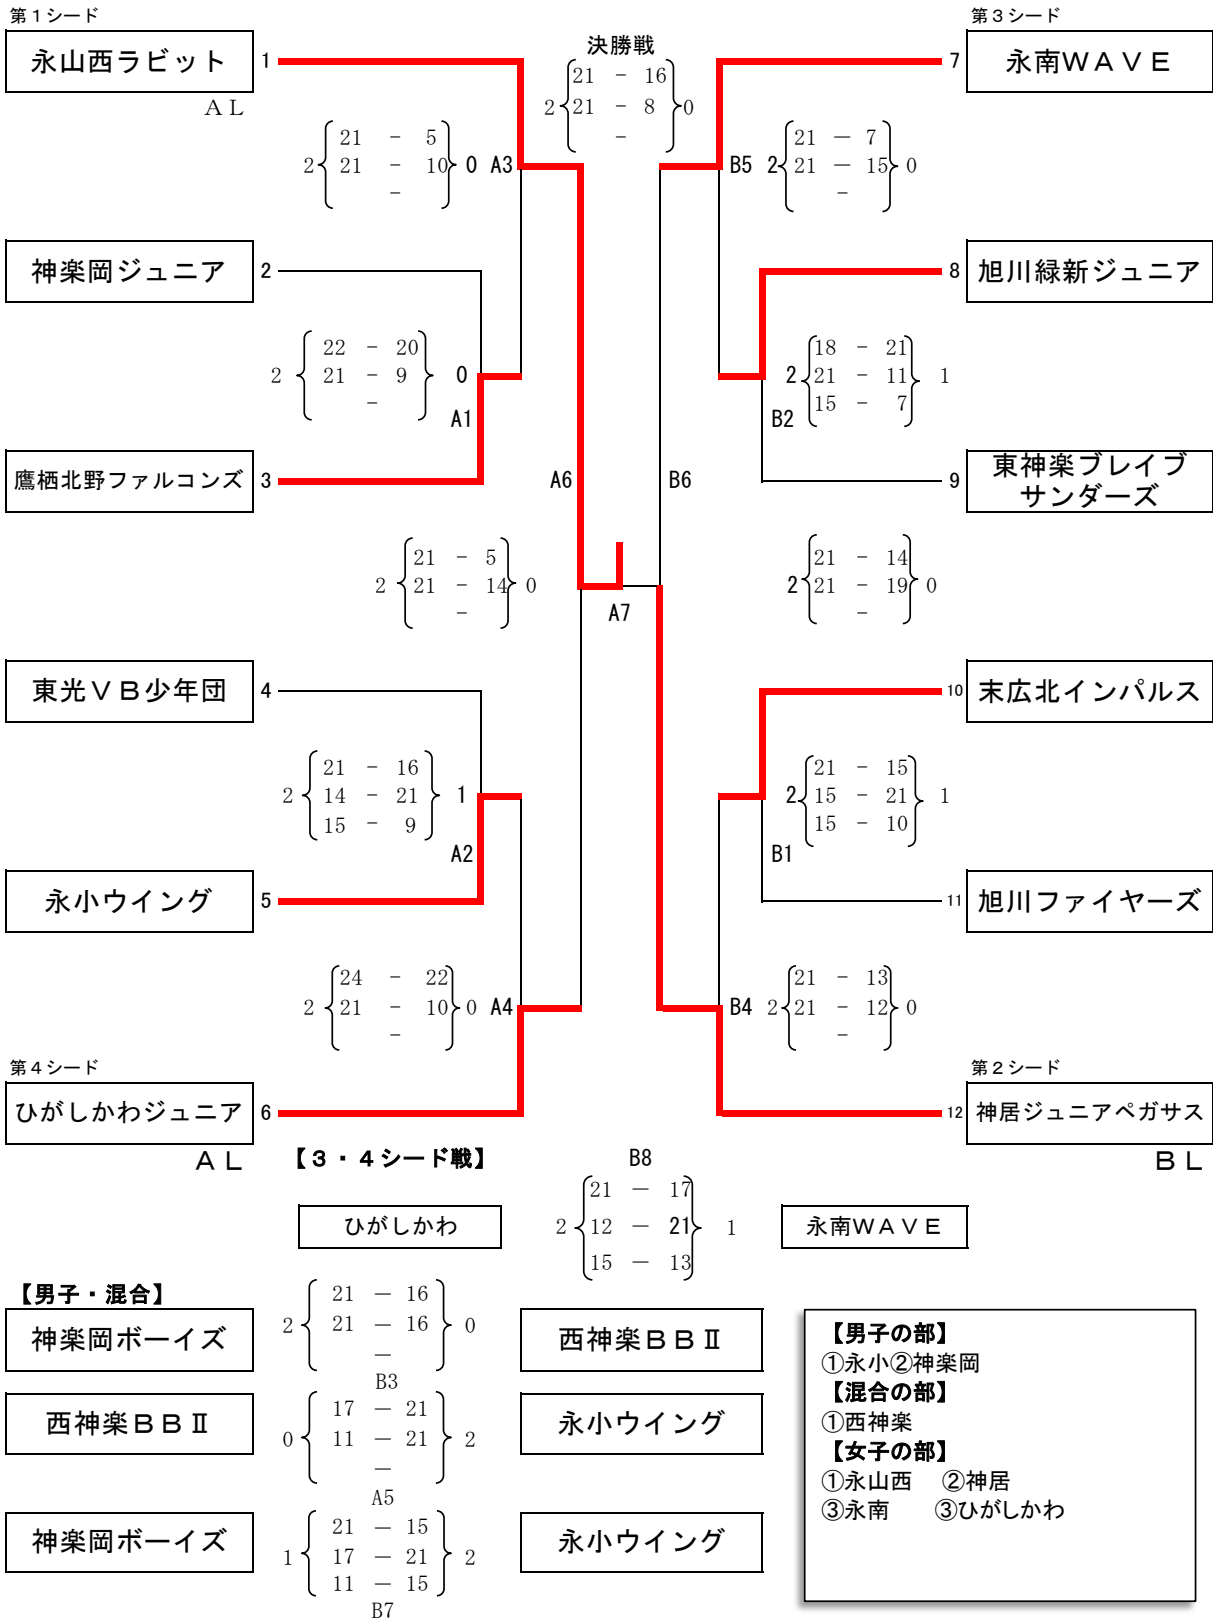 第１シード
第３シード
永山西ラビット 1
決勝戦
7 永南ＷＡＶＥ
ＡＬ
21 － 16
2 21 － 8 0
－
21 － 5
2 21 － 10 0 A3
－
21 － 7
B5 2 21 － 15 0
－
神楽岡ジュニア 2
8 旭川緑新ジュニア
22 － 20
2 21 － 9 0
－
A1
18 － 21
2 21 － 11 1
15 － 7
B2
鷹栖北野ファルコンズ 3
A6
B6
9 東神楽ブレイブ
サンダーズ
21 － 5
2 21 － 14 0
－
21 － 14
2 21 － 19 0
－
A7
東光ＶＢ少年団 4
10 末広北インパルス
21 － 16
2 14 － 21 1
15 － 9
A2
21 － 15
2 15 － 21 1
15 － 10
B1
永小ウイング 5
11 旭川ファイヤーズ
24 － 22
2 21 － 10 0 A4
－
21 － 13
B4 2 21 － 12 0
－
第４シード
第２シード
ひがしかわジュニア 6
12 神居ジュニアペガサス
ＡＬ
ＢＬ
【３・４シード戦】
B8
21 － 17
ひがしかわ 2 12 － 21 1 永南ＷＡＶＥ
15 － 13
【男子・混合】
21 － 16
神楽岡ボーイズ 2 21 － 16 0 西神楽ＢＢⅡ
－
B3
17 － 21
西神楽ＢＢⅡ 0 11 － 21 2 永小ウイング
－
A5
21 － 15
神楽岡ボーイズ 1 17 － 21 2 永小ウイング
11 － 15
B7
【男子の部】
①永小②神楽岡
【混合の部】
①西神楽
【女子の部】
①永山西 ②神居
③永南 ③ひがしかわ